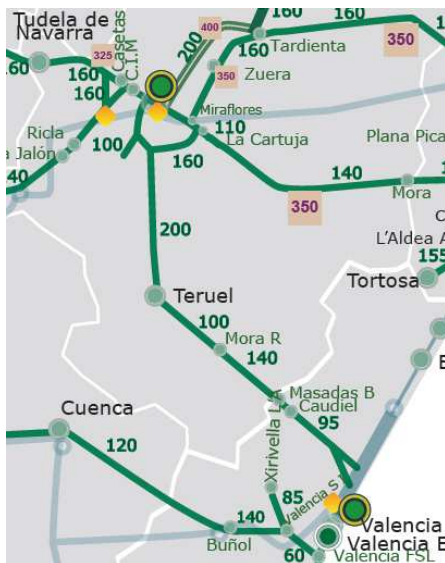 Tudela de
Navarra
160
400
160
350
Casetas
C.I.M
325
200
160
Tardienta
160
350
Zuera
160
Miraflores
110
La Cartuja
Plana Pica
Ricla
Jalón
100
160
140
350
Mora
40
200
L'Aldea A
155
Tortosa
Teruel
100
Mora R
140
Masadas B
Caudiel
95
Cuenca
120
Xirivella L'A
85
Valencia S
140
Buñol
60
Valencia
Valencia
Valencia FSL